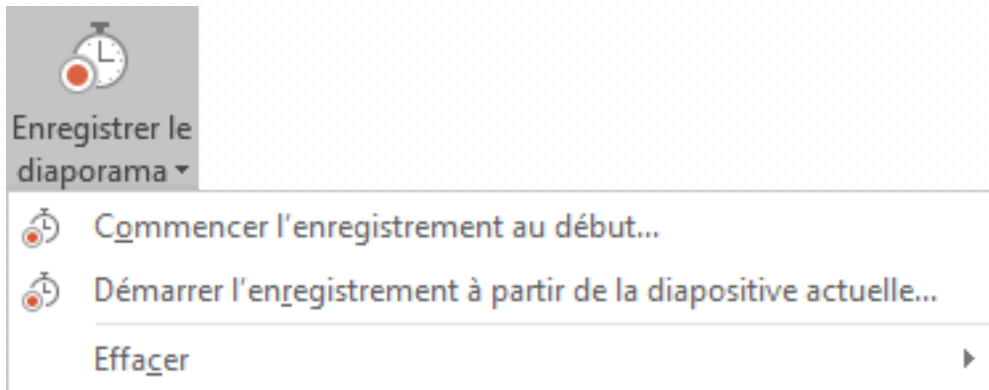 Enregistrer le
diaporama
Commencer l'enregistrement au début...
Démarrer l'enregistrement à partir de la diapositive actuelle...
Effacer